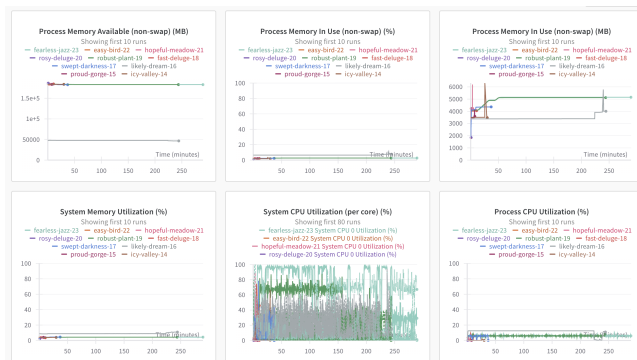 Process Memory Available (non-swap) (MB)
Showing first 10 runs
fearless-jazz-23 easy-bird-22 hopeful-meadow-21
rosy-deluge-20 robust-plant-19 fast-deluge-18
swept-darkness-17 likely-dream-16
proud-gorge-15 icy-valley-14
1.5e+5
1e+5
50000
0
Time (minutes)
50 100 150 200 250
Process Memory In Use (non-swap) (%)
Showing first 10 runs
fearless-jazz-23 easy-bird-22 hopeful-meadow-21
rosy-deluge-20 robust-plant-19 fast-deluge-18
swept-darkness-17 likely-dream-16
proud-gorge-15 icy-valley-14
100
80
60
40
20
0
Time (minutes)
50 100 150 200 250
Process Memory In Use (non-swap) (MB)
Showing first 10 runs
fearless-jazz-23 easy-bird-22 hopeful-meadow-21
rosy-deluge-20 robust-plant-19 fast-deluge-18
swept-darkness-17 likely-dream-16
proud-gorge-15 icy-valley-14
6000
5000
4000
3000
2000
1000
0
Time (minutes)
50 100 150 200 250
System Memory Utilization (%)
Showing first 10 runs
fearless-jazz-23 easy-bird-22 hopeful-meadow-21
rosy-deluge-20 robust-plant-19 fast-deluge-18
swept-darkness-17 likely-dream-16
proud-gorge-15 icy-valley-14
100
80
60
40
20
0
Time (minutes)
50 100 150 200 250
System CPU Utilization (per core) (%)
Showing first 80 runs
fearless-jazz-23 System CPU 0 Utilization (%)
easy-bird-22 System CPU 0 Utilization (%)
hopeful-meadow-21 System CPU 0 Utilization (%)
rosy-deluge-20 System CPU 0 Utilization (%)
100
80
60
40
20
0
50 100 150 200 250
Process CPU Utilization (%)
Showing first 10 runs
fearless-jazz-23 easy-bird-22 hopeful-meadow-21
rosy-deluge-20 robust-plant-19 fast-deluge-18
swept-darkness-17 likely-dream-16
proud-gorge-15 icy-valley-14
100
80
60
40
20
0
Time (minutes)
50 100 150 200 250